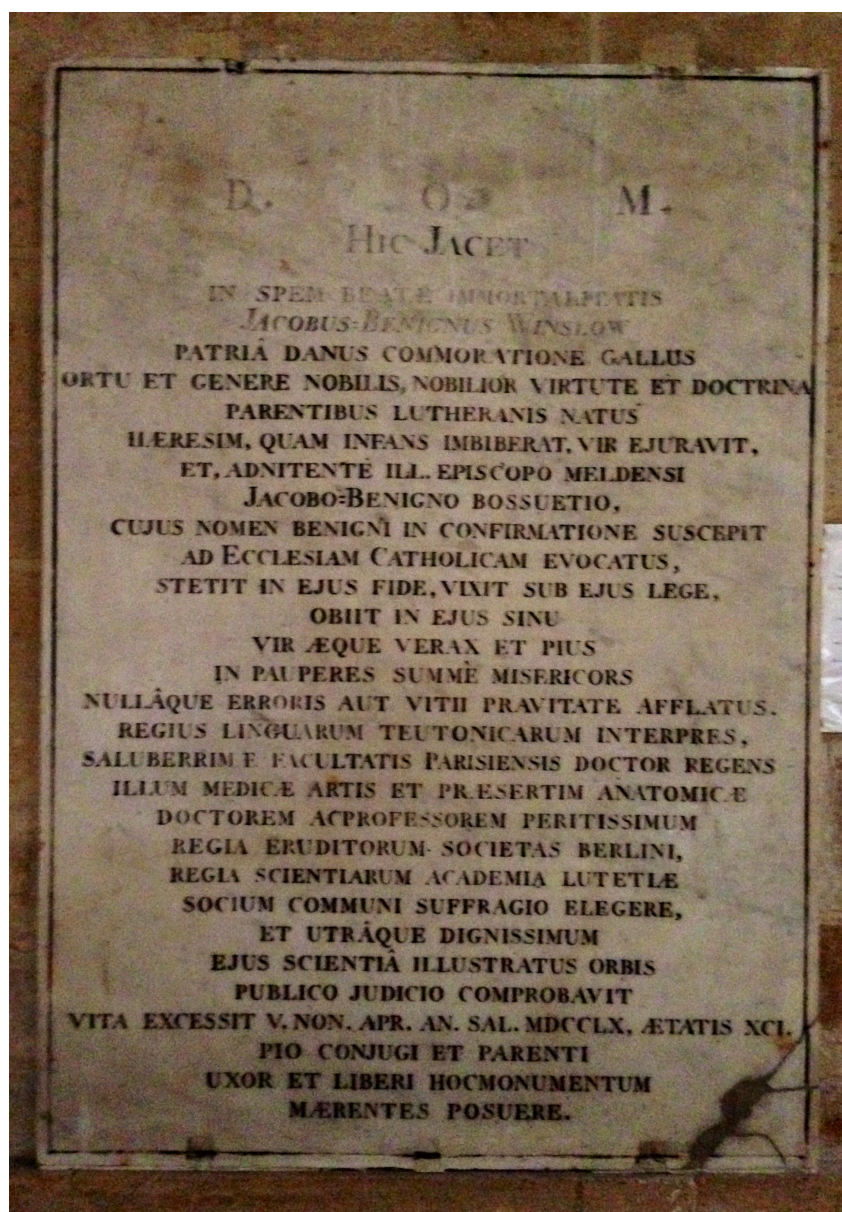 D. O. M.
HIC JACET
IN SPEM BEATÆ IMMORTALITATIS
JACOBUS-BENIGNUS WINSLOW
PATRIÂ DANUS COMMORATIONE GALLUS
ORTU ET GENERE NOBILIS, NOBILIOR VIRTUTE ET DOCTRINA
PARENTIBUS LUTHERANIS NATUS
HÆRESIM, QUAM INFANS IMBIBERAT, VIR EJURAVIT,
ET, ADNITENTE ILL. EPISCOPO MELDENSI
JACOBO=BENIGNO BOSSUETIO,
CUJUS NOMEN BENIGNI IN CONFIRMATIONE SUSCEPIT
AD ECCLESIAM CATHOLICAM EVOCATUS,
STETIT IN EJUS FIDE, VIXIT SUB EJUS LEGE,
OBIIT IN EJUS SINU
VIR ÆQUE VERAX ET PIUS
IN PAUPERES SUMMÈ MISERICORS
NULLÂQUE ERRORIS AUT VITII PRAVITATE AFFLATUS.
REGIUS LINGUARUM TEUTONICARUM INTERPRES,
SALUBERRIMÆ FACULTATIS PARISIENSIS DOCTOR REGENS
ILLUM MEDICÆ ARTIS ET PRÆSERTIM ANATOMICÆ
DOCTOREM ACPROFESSOREM PERITISSIMUM
REGIA ERUDITORUM SOCIETAS BERLINI,
REGIA SCIENTIARUM ACADEMIA LUTETIÆ
SOCIUM COMMUNI SUFFRAGIO ELEGERE,
ET UTRÂQUE DIGNISSIMUM
EJUS SCIENTIÂ ILLUSTRATUS ORBIS
PUBLICO JUDICIO COMPROBAVIT
VITA EXCESSIT V. NON. APR. AN. SAL. MDCCLX, ÆTATIS XCI.
PIO CONJUGI ET PARENTI
UXOR ET LIBERI HOCMONUMENTUM
MÆRENTES POSUERE.